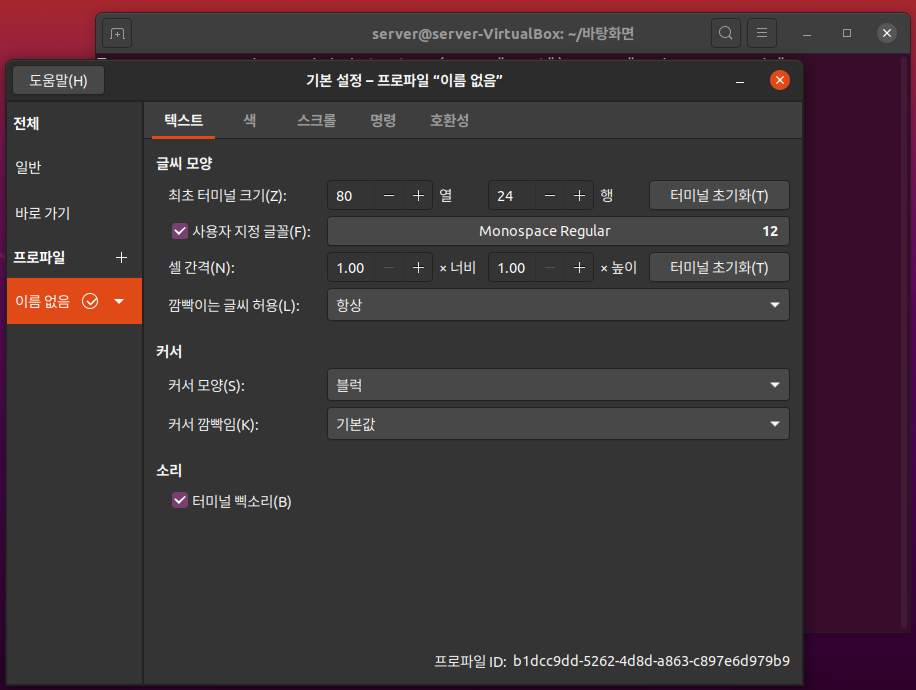 server@server-VirtualBox: ~/바탕화면
도움말(H)
기본 설정 – 프로파일 “이름 없음”
전체
일반
바로 가기
프로파일
이름 없음
텍스트 색 스크롤 명령 호환성
글씨 모양
최초 터미널 크기(Z): 80 열 24 행 터미널 초기화(T)
사용자 지정 글꼴(F): Monospace Regular 12
셀 간격(N): 1.00 × 너비 1.00 × 높이 터미널 초기화(T)
깜빡이는 글씨 허용(L): 항상
커서
커서 모양(S): 블럭
커서 깜빡임(K): 기본값
소리
터미널 삑소리(B)
프로파일 ID: b1dcc9dd-5262-4d8d-a863-c897e6d979b9